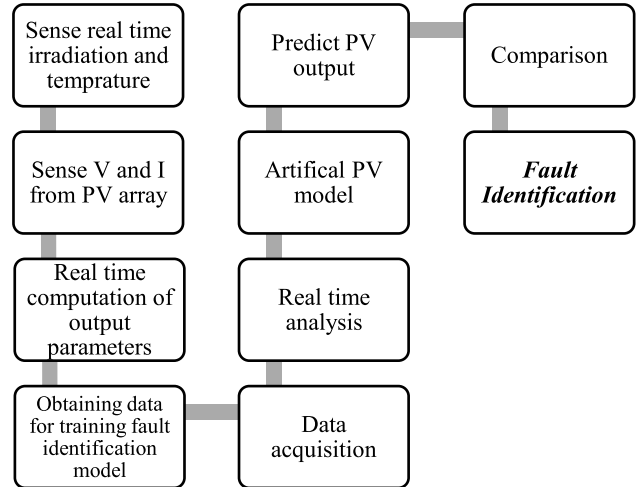 Sense real time
irradiation and
temprature
Sense V and I
from PV array
Real time
computation of
output
parameters
Obtaining data
for training fault
identification
model
Data
acquisition
Real time
analysis
Artifical PV
model
Predict PV
output
Comparison
Fault
Identification